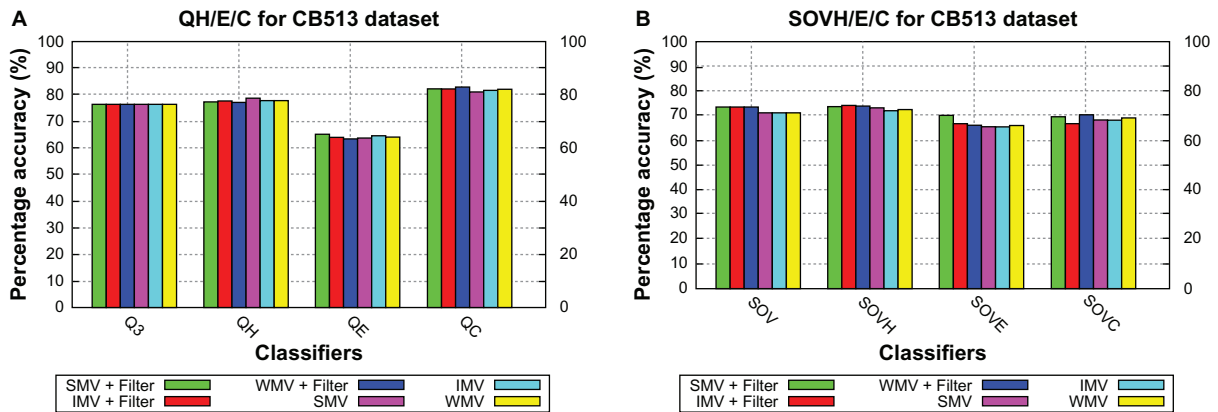 A
QH/E/C for CB513 dataset
Percentage accuracy (%)
100
90
80
70
60
50
40
30
20
10
0
100
80
60
40
20
0
Q3
QH
QE
QC
Classifiers
SMV + Filter
WMV + Filter
IMV
IMV + Filter
SMV
WMV
B
SOVH/E/C for CB513 dataset
Percentage accuracy (%)
100
90
80
70
60
50
40
30
20
10
0
100
80
60
40
20
0
SOV
SOVH
SOVE
SOVC
Classifiers
SMV + Filter
WMV + Filter
IMV
IMV + Filter
SMV
WMV